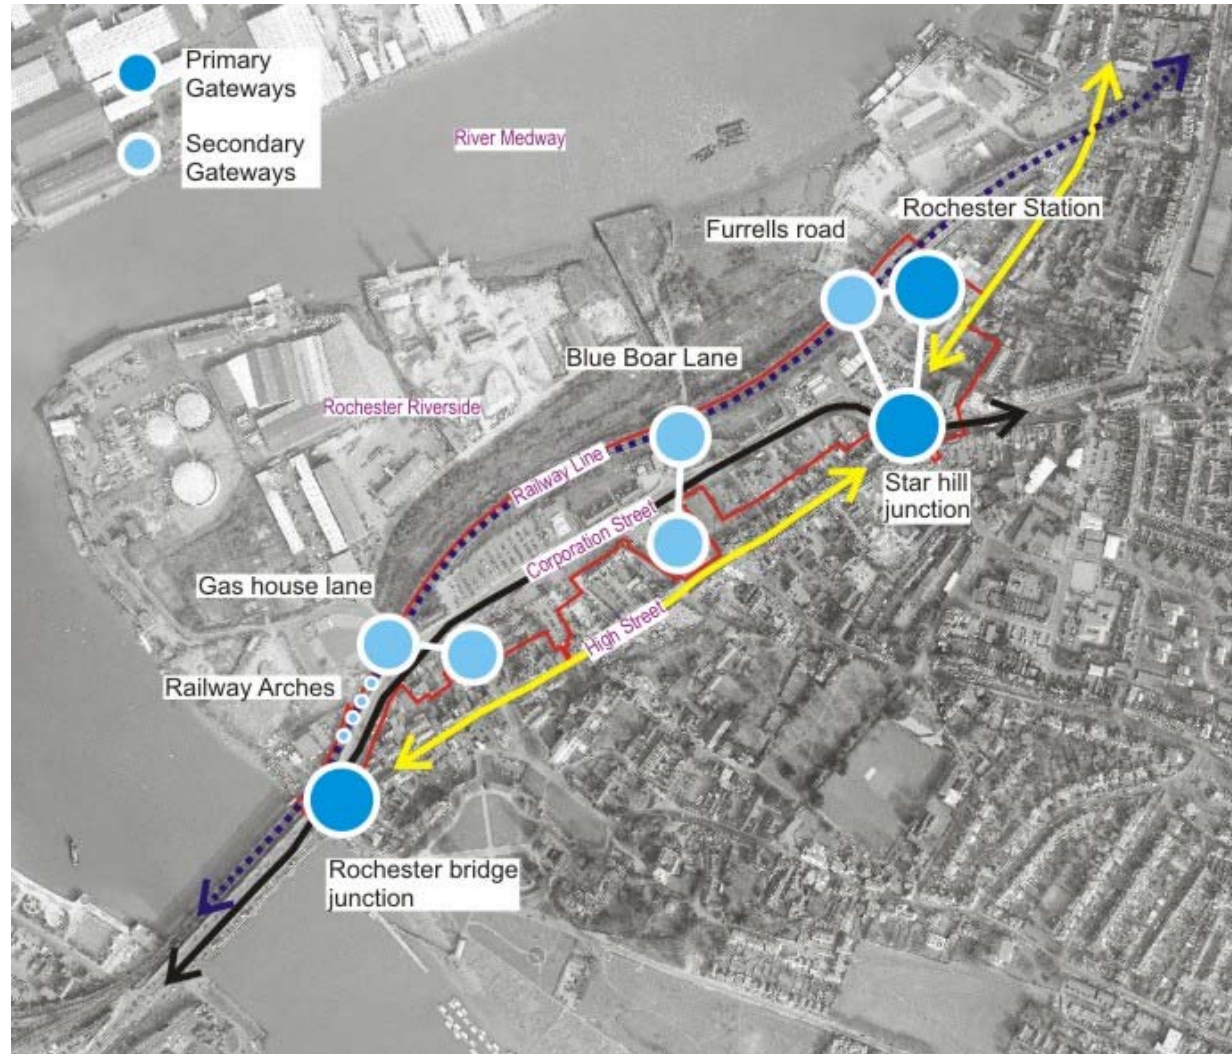 Primary
Gateways
Secondary
Gateways
River Medway
Rochester Station
Furrells road
Blue Boar Lane
Rochester Riverside
Railway Line
Star hill
junction
Corporation Street
Gas house lane
High Street
Railway Arches
Rochester bridge
junction